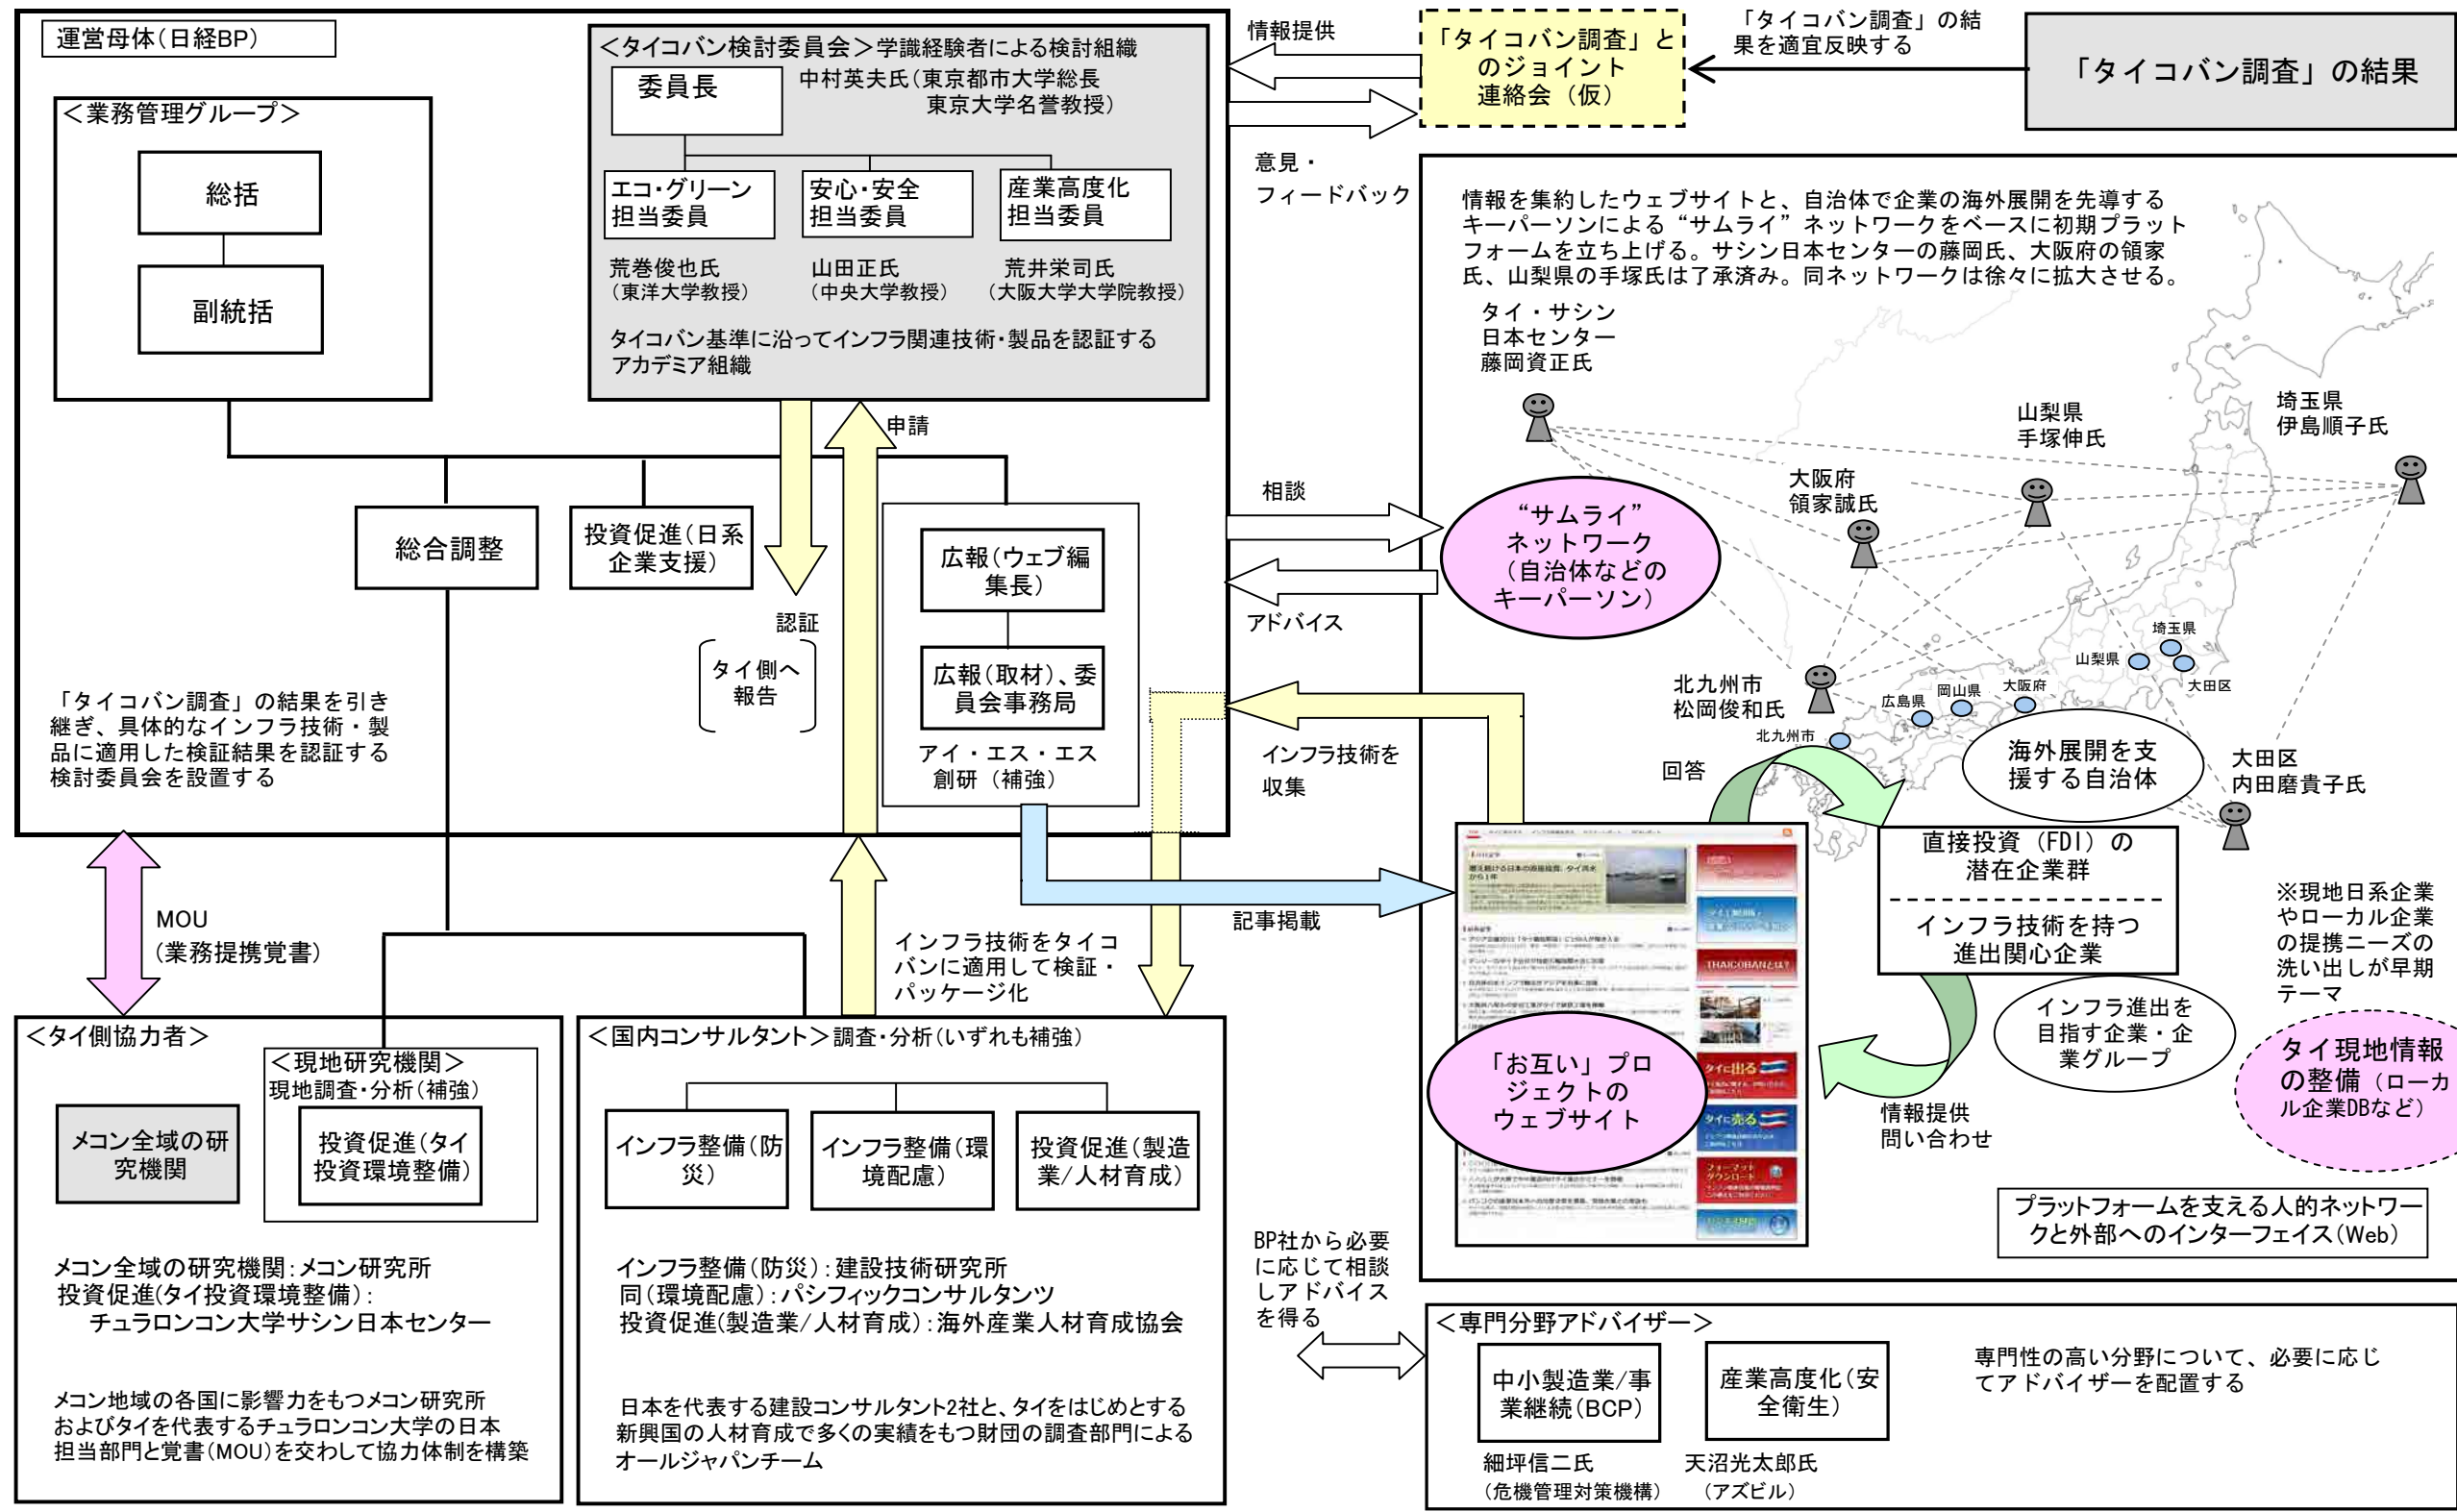 運営母体(日経BP)
＜業務管理グループ＞
総括
副統括
＜タイコバン検討委員会＞学識経験者による検討組織
委員長
中村英夫氏(東京都市大学総長
東京大学名誉教授)
エコ・グリーン
担当委員
安心・安全
担当委員
産業高度化
担当委員
荒巻俊也氏
(東洋大学教授)
山田正氏
(中央大学教授)
荒井栄司氏
(大阪大学大学院教授)
タイコバン基準に沿ってインフラ関連技術・製品を認証する
アカデミア組織
情報提供
意見・
フィードバック
「タイコバン調査」と
のジョイント
連絡会（仮）
「タイコバン調査」の結
果を適宜反映する
「タイコバン調査」の結果
申請
認証
タイ側へ
報告
総合調整
投資促進(日系
企業支援)
広報(ウェブ編
集長)
広報(取材)、委
員会事務局
アイ・エス・エス
創研（補強）
「タイコバン調査」の結果を引き
継ぎ、具体的なインフラ技術・製
品に適用した検証結果を認証する
検討委員会を設置する
相談
アドバイス
インフラ技術を
収集
記事掲載
情報を集約したウェブサイトと、自治体で企業の海外展開を先導する
キーパーソンによる“サムライ”ネットワークをベースに初期プラット
フォームを立ち上げる。サシン日本センターの藤岡氏、大阪府の領家
氏、山梨県の手塚氏は了承済み。同ネットワークは徐々に拡大させる。
タイ・サシン
日本センター
藤岡資正氏
山梨県
手塚伸氏
埼玉県
伊島順子氏
大阪府
領家誠氏
“サムライ”
ネットワーク
（自治体などの
キーパーソン）
北九州市
松岡俊和氏
埼玉県
山梨県
大田区
大阪府
岡山県
広島県
北九州市
海外展開を支
援する自治体
大田区
内田磨貴子氏
回答
直接投資（FDI）の
潜在企業群
インフラ技術を持つ
進出関心企業
※現地日系企業
やローカル企業
の提携ニーズの
洗い出しが早期
テーマ
インフラ進出を
目指す企業・企
業グループ
タイ現地情報
の整備（ローカ
ル企業DBなど）
情報提供
問い合わせ
THAICOBANとは?
タイに出る
タイに売る
フォーマット
ダウンロード
「お互い」プロ
ジェクトの
ウェブサイト
プラットフォームを支える人的ネットワー
クと外部へのインターフェイス(Web)
MOU
(業務提携覚書)
インフラ技術をタイコ
バンに適用して検証・
パッケージ化
＜タイ側協力者＞
＜現地研究機関＞
現地調査・分析(補強)
メコン全域の研
究機関
投資促進(タイ
投資環境整備)
メコン全域の研究機関：メコン研究所
投資促進(タイ投資環境整備)：
チュラロンコン大学サシン日本センター
メコン地域の各国に影響力をもつメコン研究所
およびタイを代表するチュラロンコン大学の日本
担当部門と覚書(MOU)を交わして協力体制を構築
＜国内コンサルタント＞調査・分析(いずれも補強)
インフラ整備(防
災)
インフラ整備(環
境配慮)
投資促進(製造
業/人材育成)
インフラ整備(防災)：建設技術研究所
同(環境配慮)：パシフィックコンサルタンツ
投資促進(製造業/人材育成)：海外産業人材育成協会
日本を代表する建設コンサルタント2社と、タイをはじめとする
新興国の人材育成で多くの実績をもつ財団の調査部門による
オールジャパンチーム
BP社から必要
に応じて相談
しアドバイス
を得る
＜専門分野アドバイザー＞
中小製造業/事
業継続(BCP)
産業高度化(安
全衛生)
細坪信二氏
(危機管理対策機構)
天沼光太郎氏
(アズビル)
専門性の高い分野について、必要に応じ
てアドバイザーを配置する